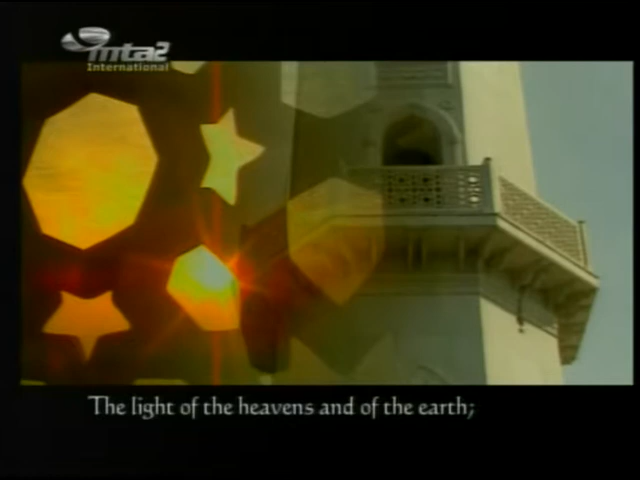 mta2
International
The light of the heavens and of the earth;